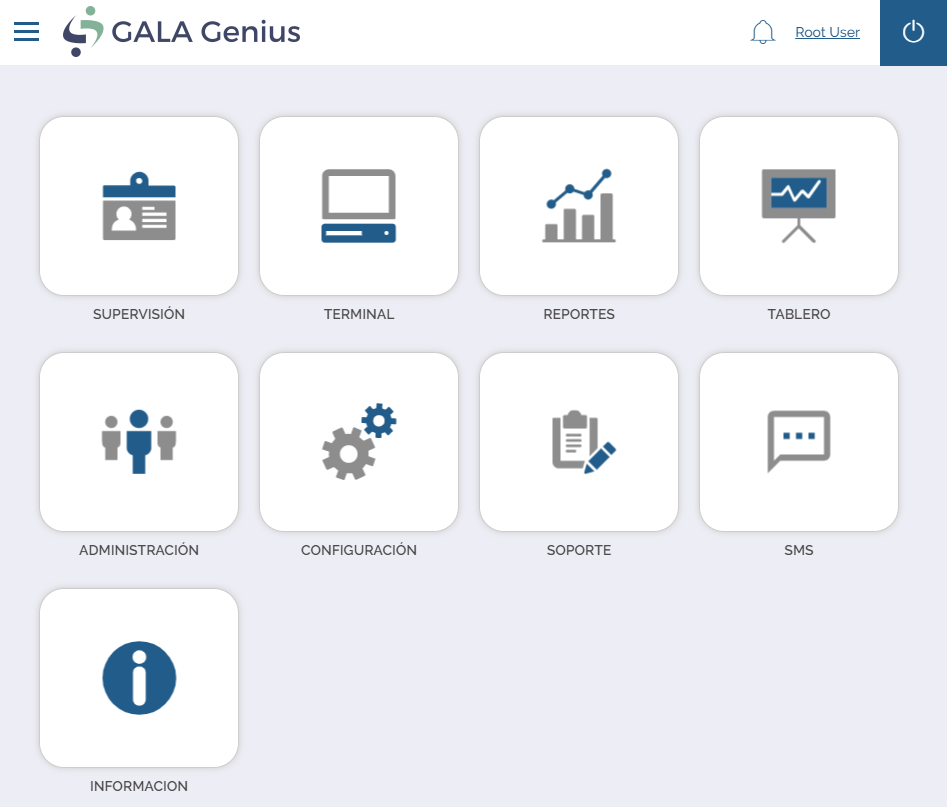 GALA Genius
Root User
SUPERVISIÓN
TERMINAL
REPORTES
TABLERO
ADMINISTRACIÓN
CONFIGURACIÓN
SOPORTE
SMS
INFORMACION